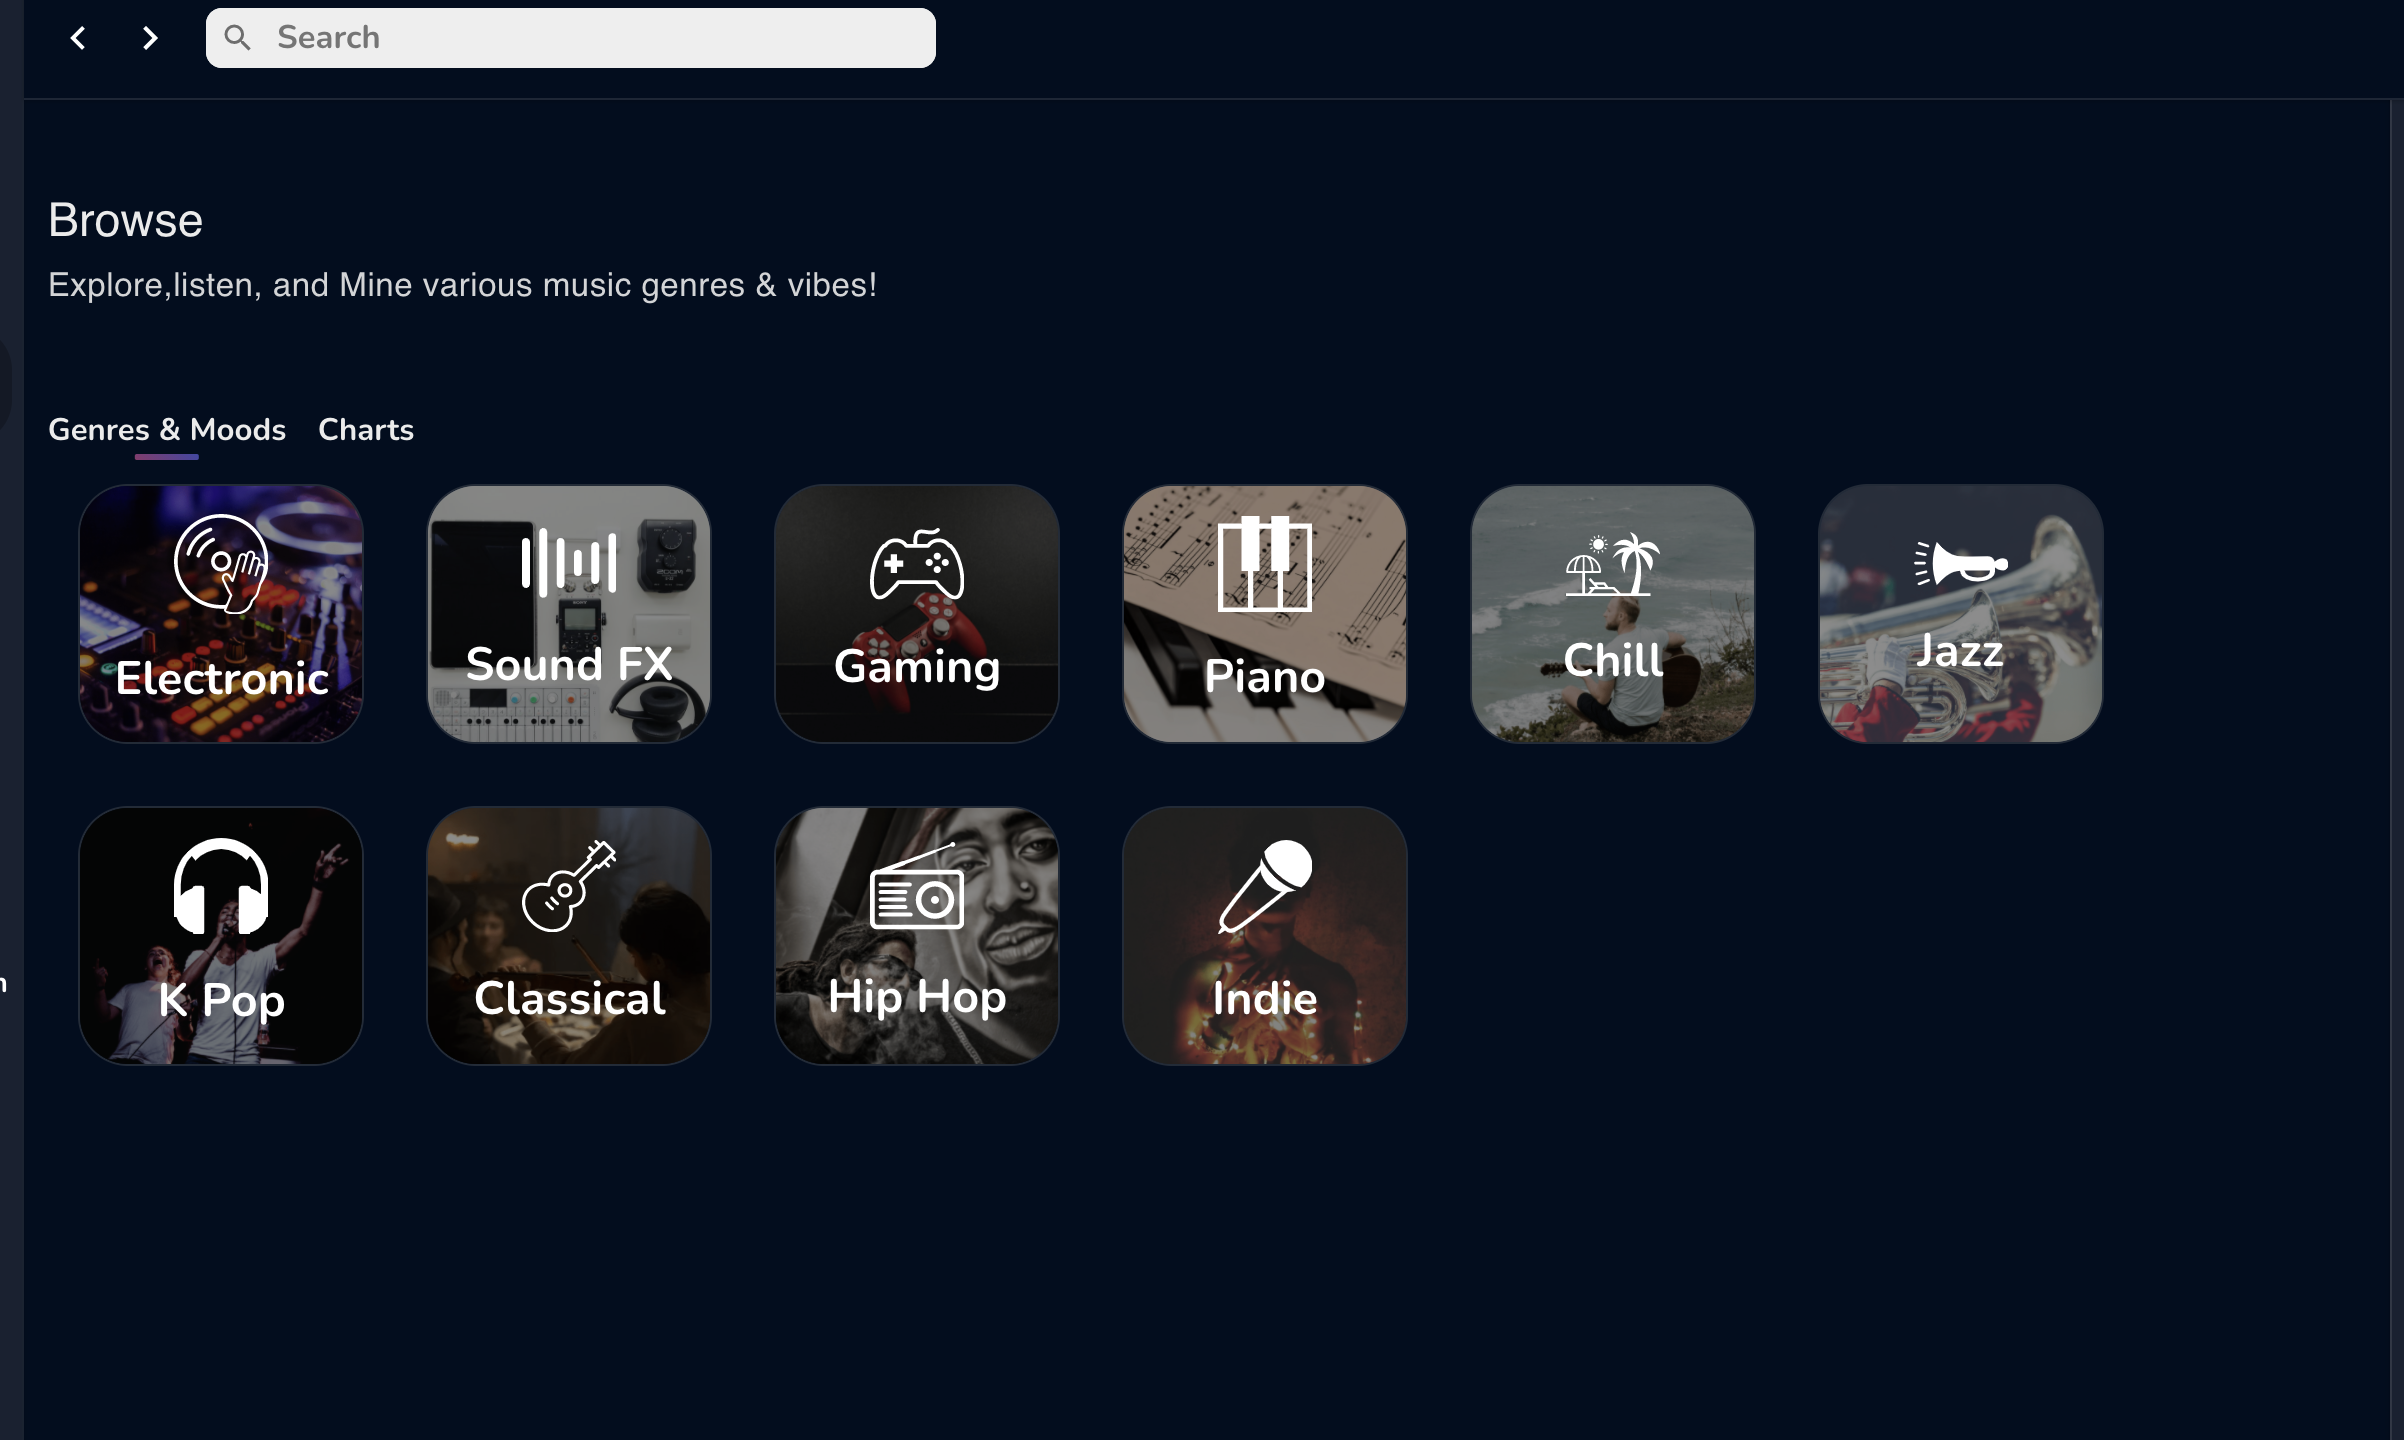 Search
Browse
Explore,listen, and Mine various music genres & vibes!
Genres & Moods Charts
Electronic
Sound FX
Gaming
Piano
Chill
Jazz
K Pop
Classical
Hip Hop
Indie